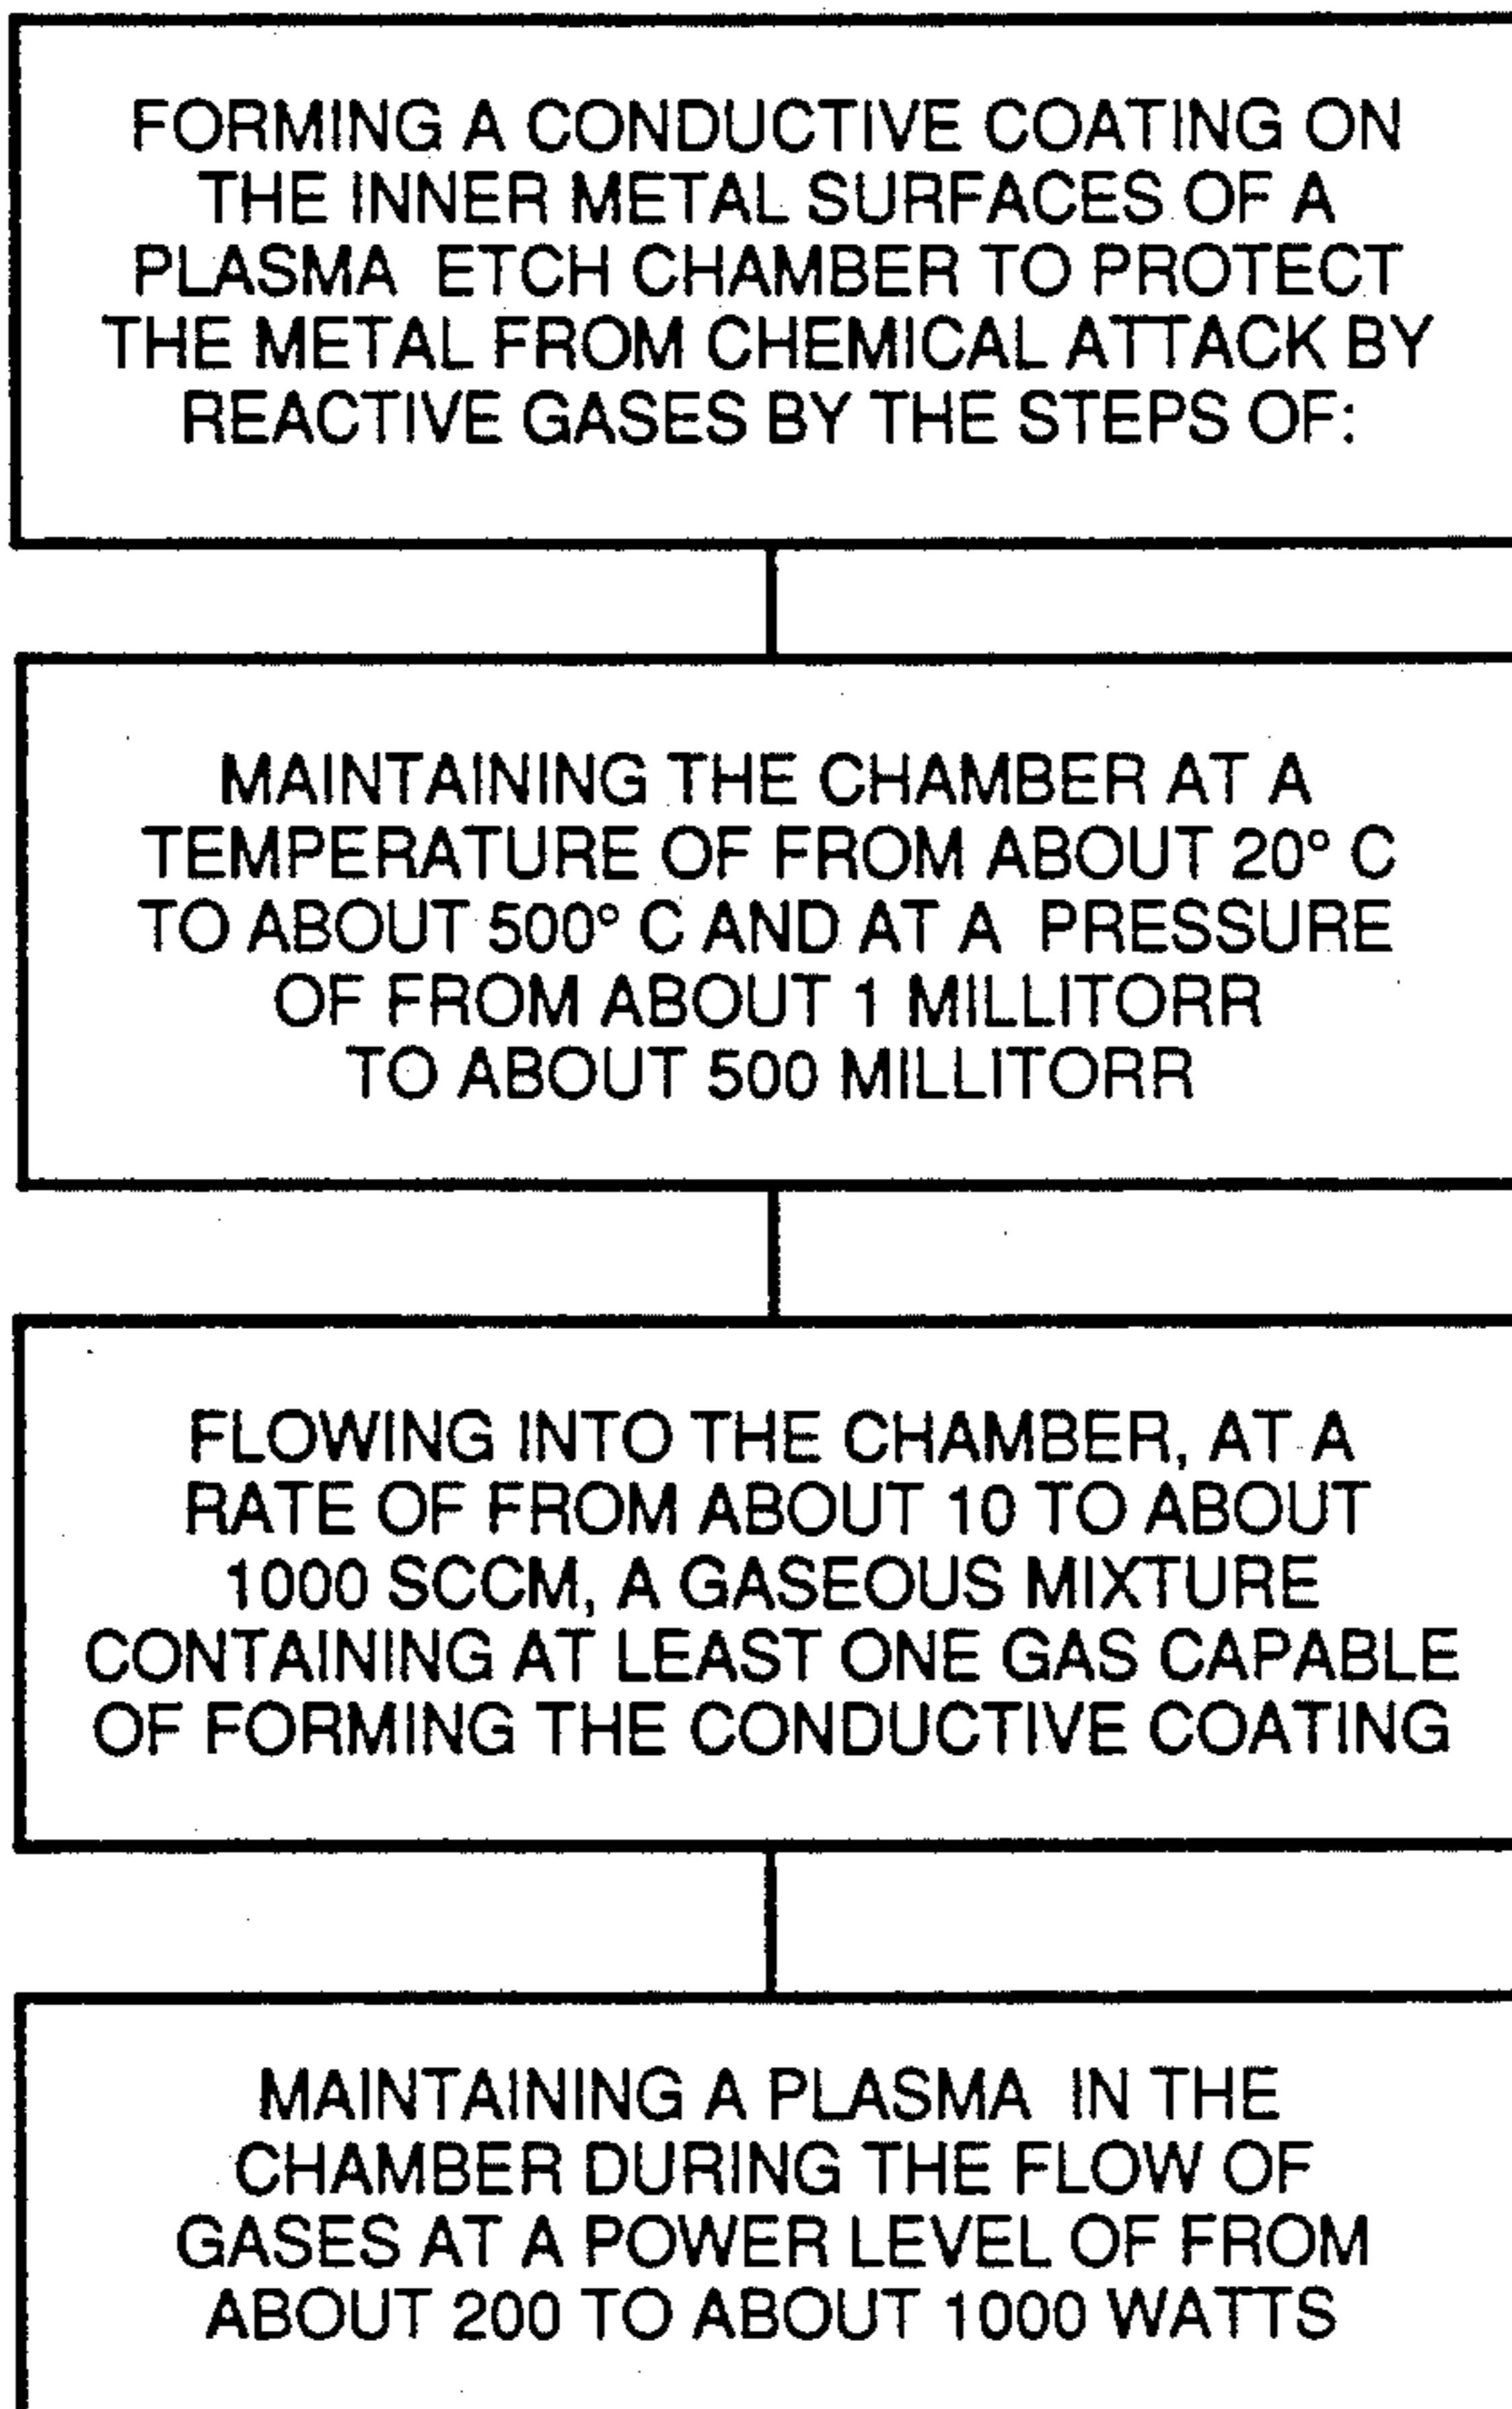 FORMING A CONDUCTIVE COATING ON
THE INNER METAL SURFACES OF A
PLASMA ETCH CHAMBER TO PROTECT
THE METAL FROM CHEMICAL ATTACK BY
REACTIVE GASES BY THE STEPS OF:
MAINTAINING THE CHAMBER AT A
TEMPERATURE OF FROM ABOUT 20° C
TO ABOUT 500° C AND AT A PRESSURE
OF FROM ABOUT 1 MILLITORR
TO ABOUT 500 MILLITORR
FLOWING INTO THE CHAMBER, AT A
RATE OF FROM ABOUT 10 TO ABOUT
1000 SCCM, A GASEOUS MIXTURE
CONTAINING AT LEAST ONE GAS CAPABLE
OF FORMING THE CONDUCTIVE COATING
MAINTAINING A PLASMA IN THE
CHAMBER DURING THE FLOW OF
GASES AT A POWER LEVEL OF FROM
ABOUT 200 TO ABOUT 1000 WATTS